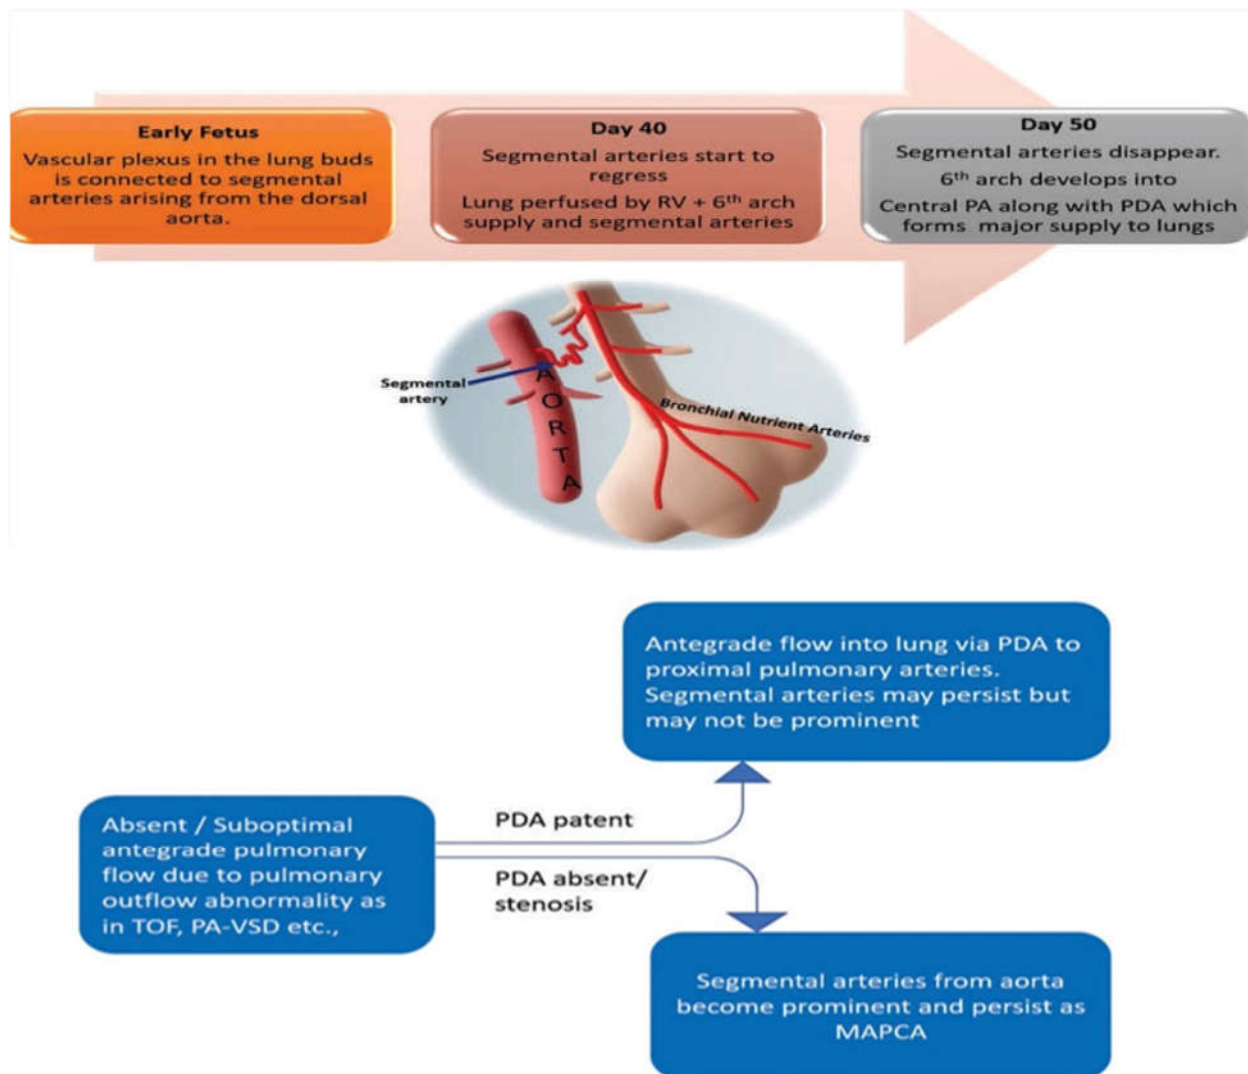 Early Fetus
Vascular plexus in the lung buds
is connected to segmental
arteries arising from the dorsal
aorta.
Day 40
Segmental arteries start to
regress
Lung perfused by RV + 6th arch
supply and segmental arteries
Day 50
Segmental arteries disappear.
6th arch develops into
Central PA along with PDA which
forms major supply to lungs
Segmental
artery
AORTA
Bronchial Nutrient Arteries
Antegrade flow into lung via PDA to
proximal pulmonary arteries.
Segmental arteries may persist but
may not be prominent
Absent / Suboptimal
antegrade pulmonary
flow due to pulmonary
outflow abnormality as
in TOF, PA-VSD etc.,
PDA patent
PDA absent/
stenosis
Segmental arteries from aorta
become prominent and persist as
MAPCA